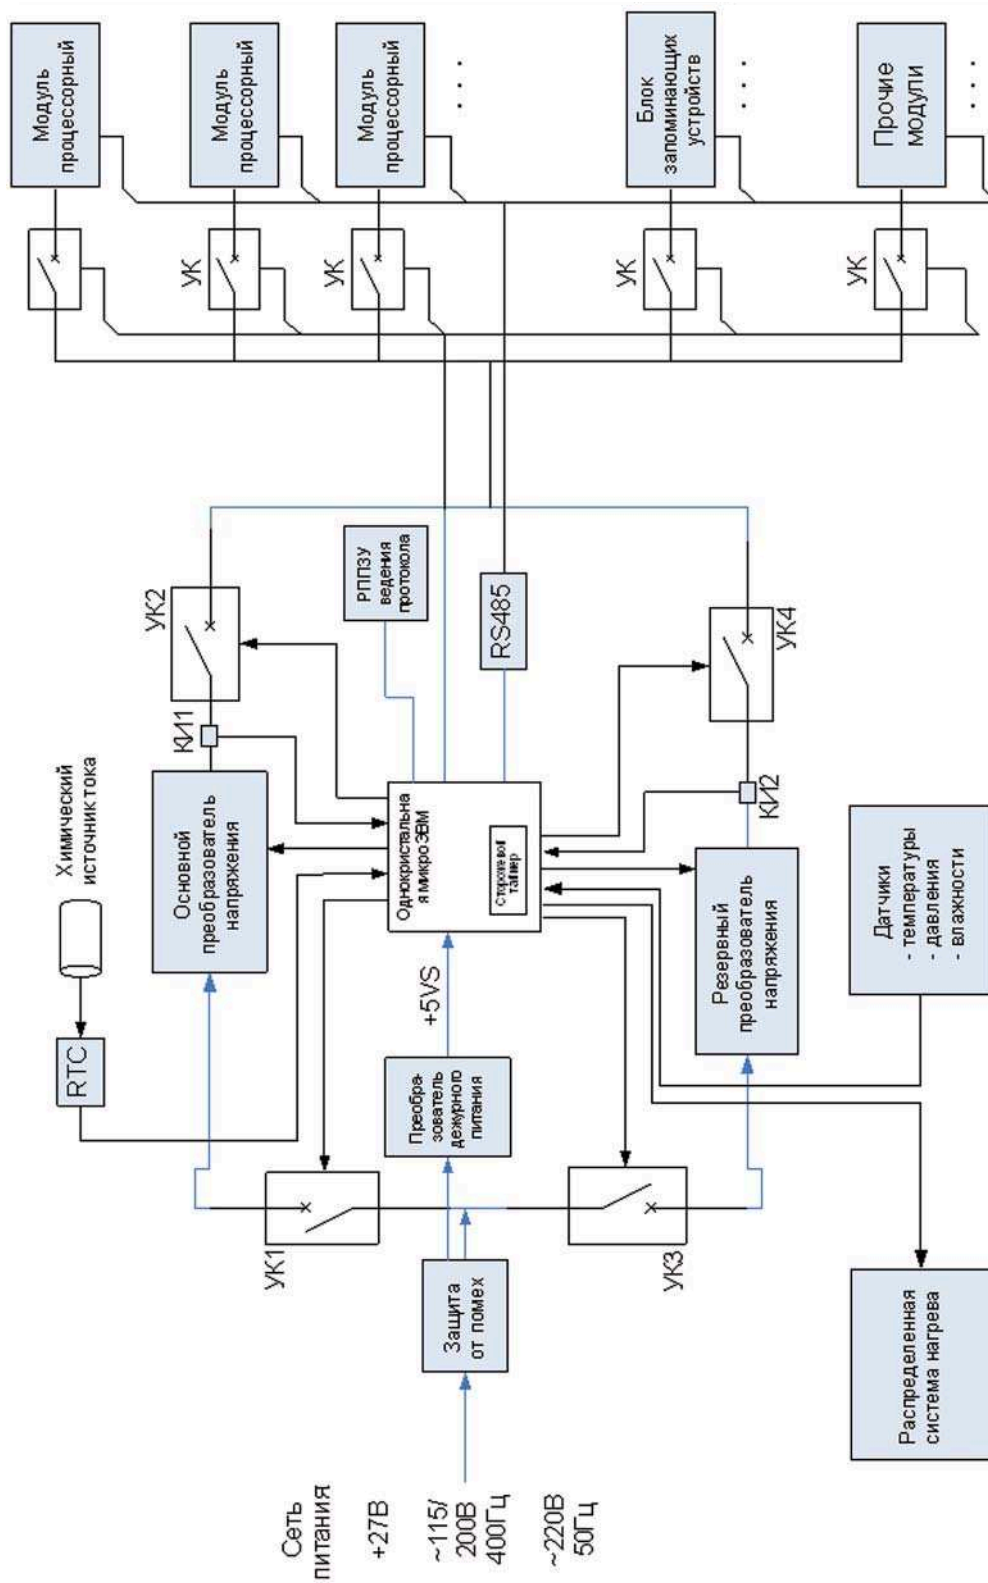 Сеть
питания
+27В
~115/
200В
400Гц
~220В
50Гц
Защита
от помех
Распределенная
система нагрева
УК1
УК3
RTC
Химический
источник тока
Преобра-
зователь
дежурного
питания
+5VS
Основной
преобразователь
напряжения
КИ1
УК2
Однокристальна
я микроЭВМ
Сторожевой
таймер
РППЗУ
ведения
протокола
RS485
Резервный
преобразователь
напряжения
КИ2
УК4
Датчики
- температуры
- давления
- влажности
Модуль
процессорный
УК
Модуль
процессорный
УК
Модуль
процессорный
. . .
УК
Блок
запоминающих
устройств
. . .
УК
Прочие
модули
. . .